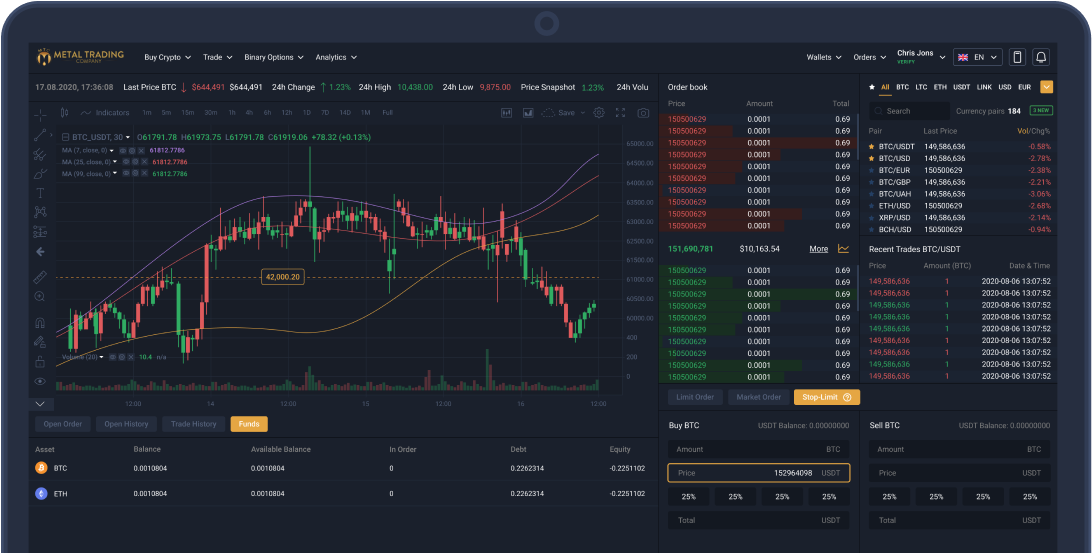 METAL TRADING
COMPANY
Buy Crypto
Trade
Binary Options
Analytics
Wallets
Orders
Chris Jons
VERIFY
EN
17.08.2020, 17:36:08
Last Price BTC ↓ $644,491 $644,491
24h Change ↑ 1.23%
24h High 10,438.00
24h Low 9,875.00
Price Snapshot 1.23%
24h Volu
Indicators
1m 5m 15m 30m 1h 4h 6h 12h 1D 7D 14D 1M Full
Save
BTC_USDT, 30 O61791.78 H61973.75 L61791.78 C61919.06 +78.32 (+0.13%)
MA (7, close, 0) 61812.7786
MA (25, close, 0) 61812.7786
MA (99, close, 0) 61812.7786
65000.00
64000.00
63500.00
63000.00
62500.00
61500.00
61000.00
60500.00
60000.00
400
200
0
42,000.20
Volume (20) 10.4 n/a
12:00 14 12:00 15 12:00 16 12:00
Open Order
Open History
Trade History
Funds
Asset Balance Available Balance In Order Debt Equity
BTC 0.0010804 0.0010804 0 0.2262314 -0.2251102
ETH 0.0010804 0.0010804 0 0.2262314 -0.2251102
Order book
Price Amount Total
150500629 0.0001 0.69
150500629 0.0001 0.69
150500629 0.0001 0.69
150500629 0.0001 0.69
150500629 0.0001 0.69
150500629 0.0001 0.69
150500629 0.0001 0.69
150500629 0.0001 0.69
150500629 0.0001 0.69
150500629 0.0001 0.69
151,690,781 $10,163.54 More
150500629 0.0001 0.69
150500629 0.0001 0.69
150500629 0.0001 0.69
150500629 0.0001 0.69
150500629 0.0001 0.69
150500629 0.0001 0.69
150500629 0.0001 0.69
150500629 0.0001 0.69
150500629 0.0001 0.69
150500629 0.0001 0.69
All BTC LTC ETH USDT LINK USD EUR
Search
Currency pairs 184
3 NEW
Pair Last Price Vol/Chg%
BTC/USDT 149,586,636 -0.58%
BTC/USD 149,586,636 -2.78%
BTC/EUR 150500629 -2.38%
BTC/GBP 149,586,636 -2.21%
BTC/UAH 149,586,636 -3.06%
ETH/USD 150500629 -2.68%
XRP/USD 149,586,636 -2.14%
BCH/USD 150500629 -0.94%
Recent Trades BTC/USDT
Price Amount (BTC) Date & Time
149,586,636 1 2020-08-06 13:07:52
149,586,636 1 2020-08-06 13:07:52
149,586,636 1 2020-08-06 13:07:52
149,586,636 1 2020-08-06 13:07:52
149,586,636 1 2020-08-06 13:07:52
149,586,636 1 2020-08-06 13:07:52
149,586,636 1 2020-08-06 13:07:52
149,586,636 1 2020-08-06 13:07:52
149,586,636 1 2020-08-06 13:07:52
Limit Order
Market Order
Stop-Limit
Buy BTC USDT Balance: 0.00000000
Amount BTC
Price 152964098 USDT
25% 25% 25% 25%
Total USDT
Sell BTC USDT Balance: 0.00000000
Amount BTC
Price USDT
25% 25% 25% 25%
Total USDT